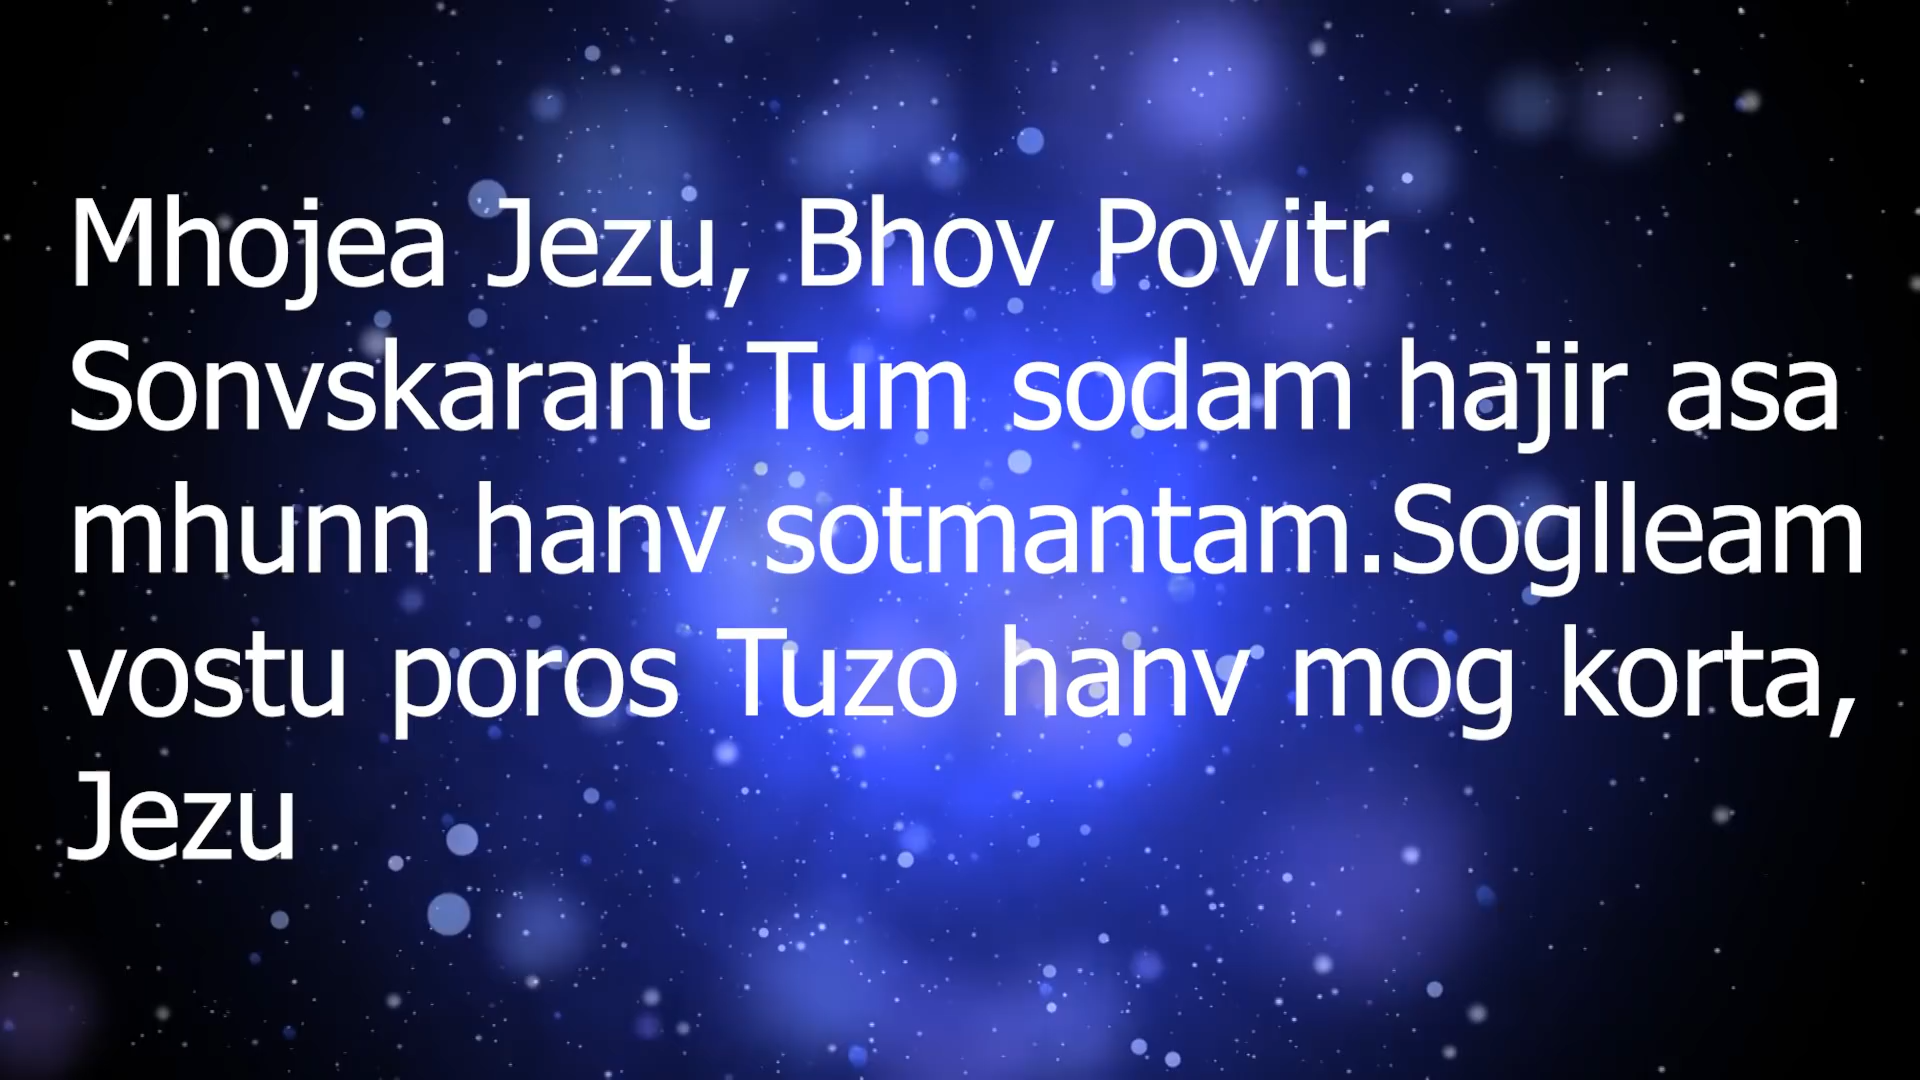 Mhojea Jezu, Bhov Povitr
Sonvskarant Tum sodam hajir asa
mhunn hanv sotmantam.Soglleam
vostu poros Tuzo hanv mog korta,
Jezu